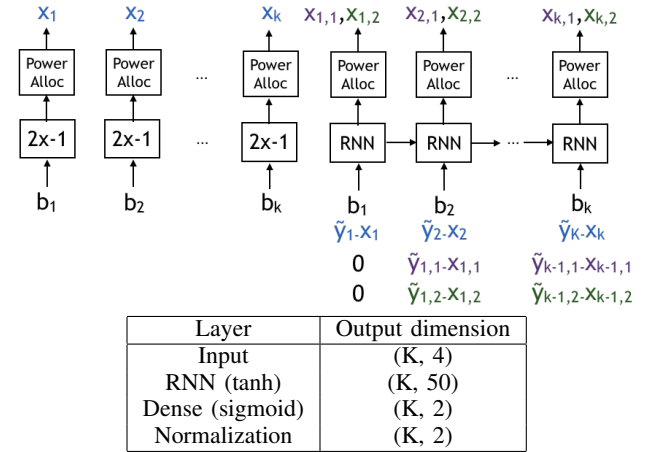 x1 x2 xk x1,1,x1,2 x2,1,x2,2 xk,1,xk,2
Power Alloc Power Alloc ... Power Alloc Power Alloc Power Alloc ... Power Alloc
2x-1 2x-1 ... 2x-1 RNN RNN ... RNN
b1 b2 bk b1 b2 bk
ỹ1-x1 ỹ2-x2 ỹK-xk
0 ỹ1,1-x1,1 ỹk-1,1-xk-1,1
0 ỹ1,2-x1,2 ỹk-1,2-xk-1,2
Layer Output dimension
Input (K, 4)
RNN (tanh) (K, 50)
Dense (sigmoid) (K, 2)
Normalization (K, 2)